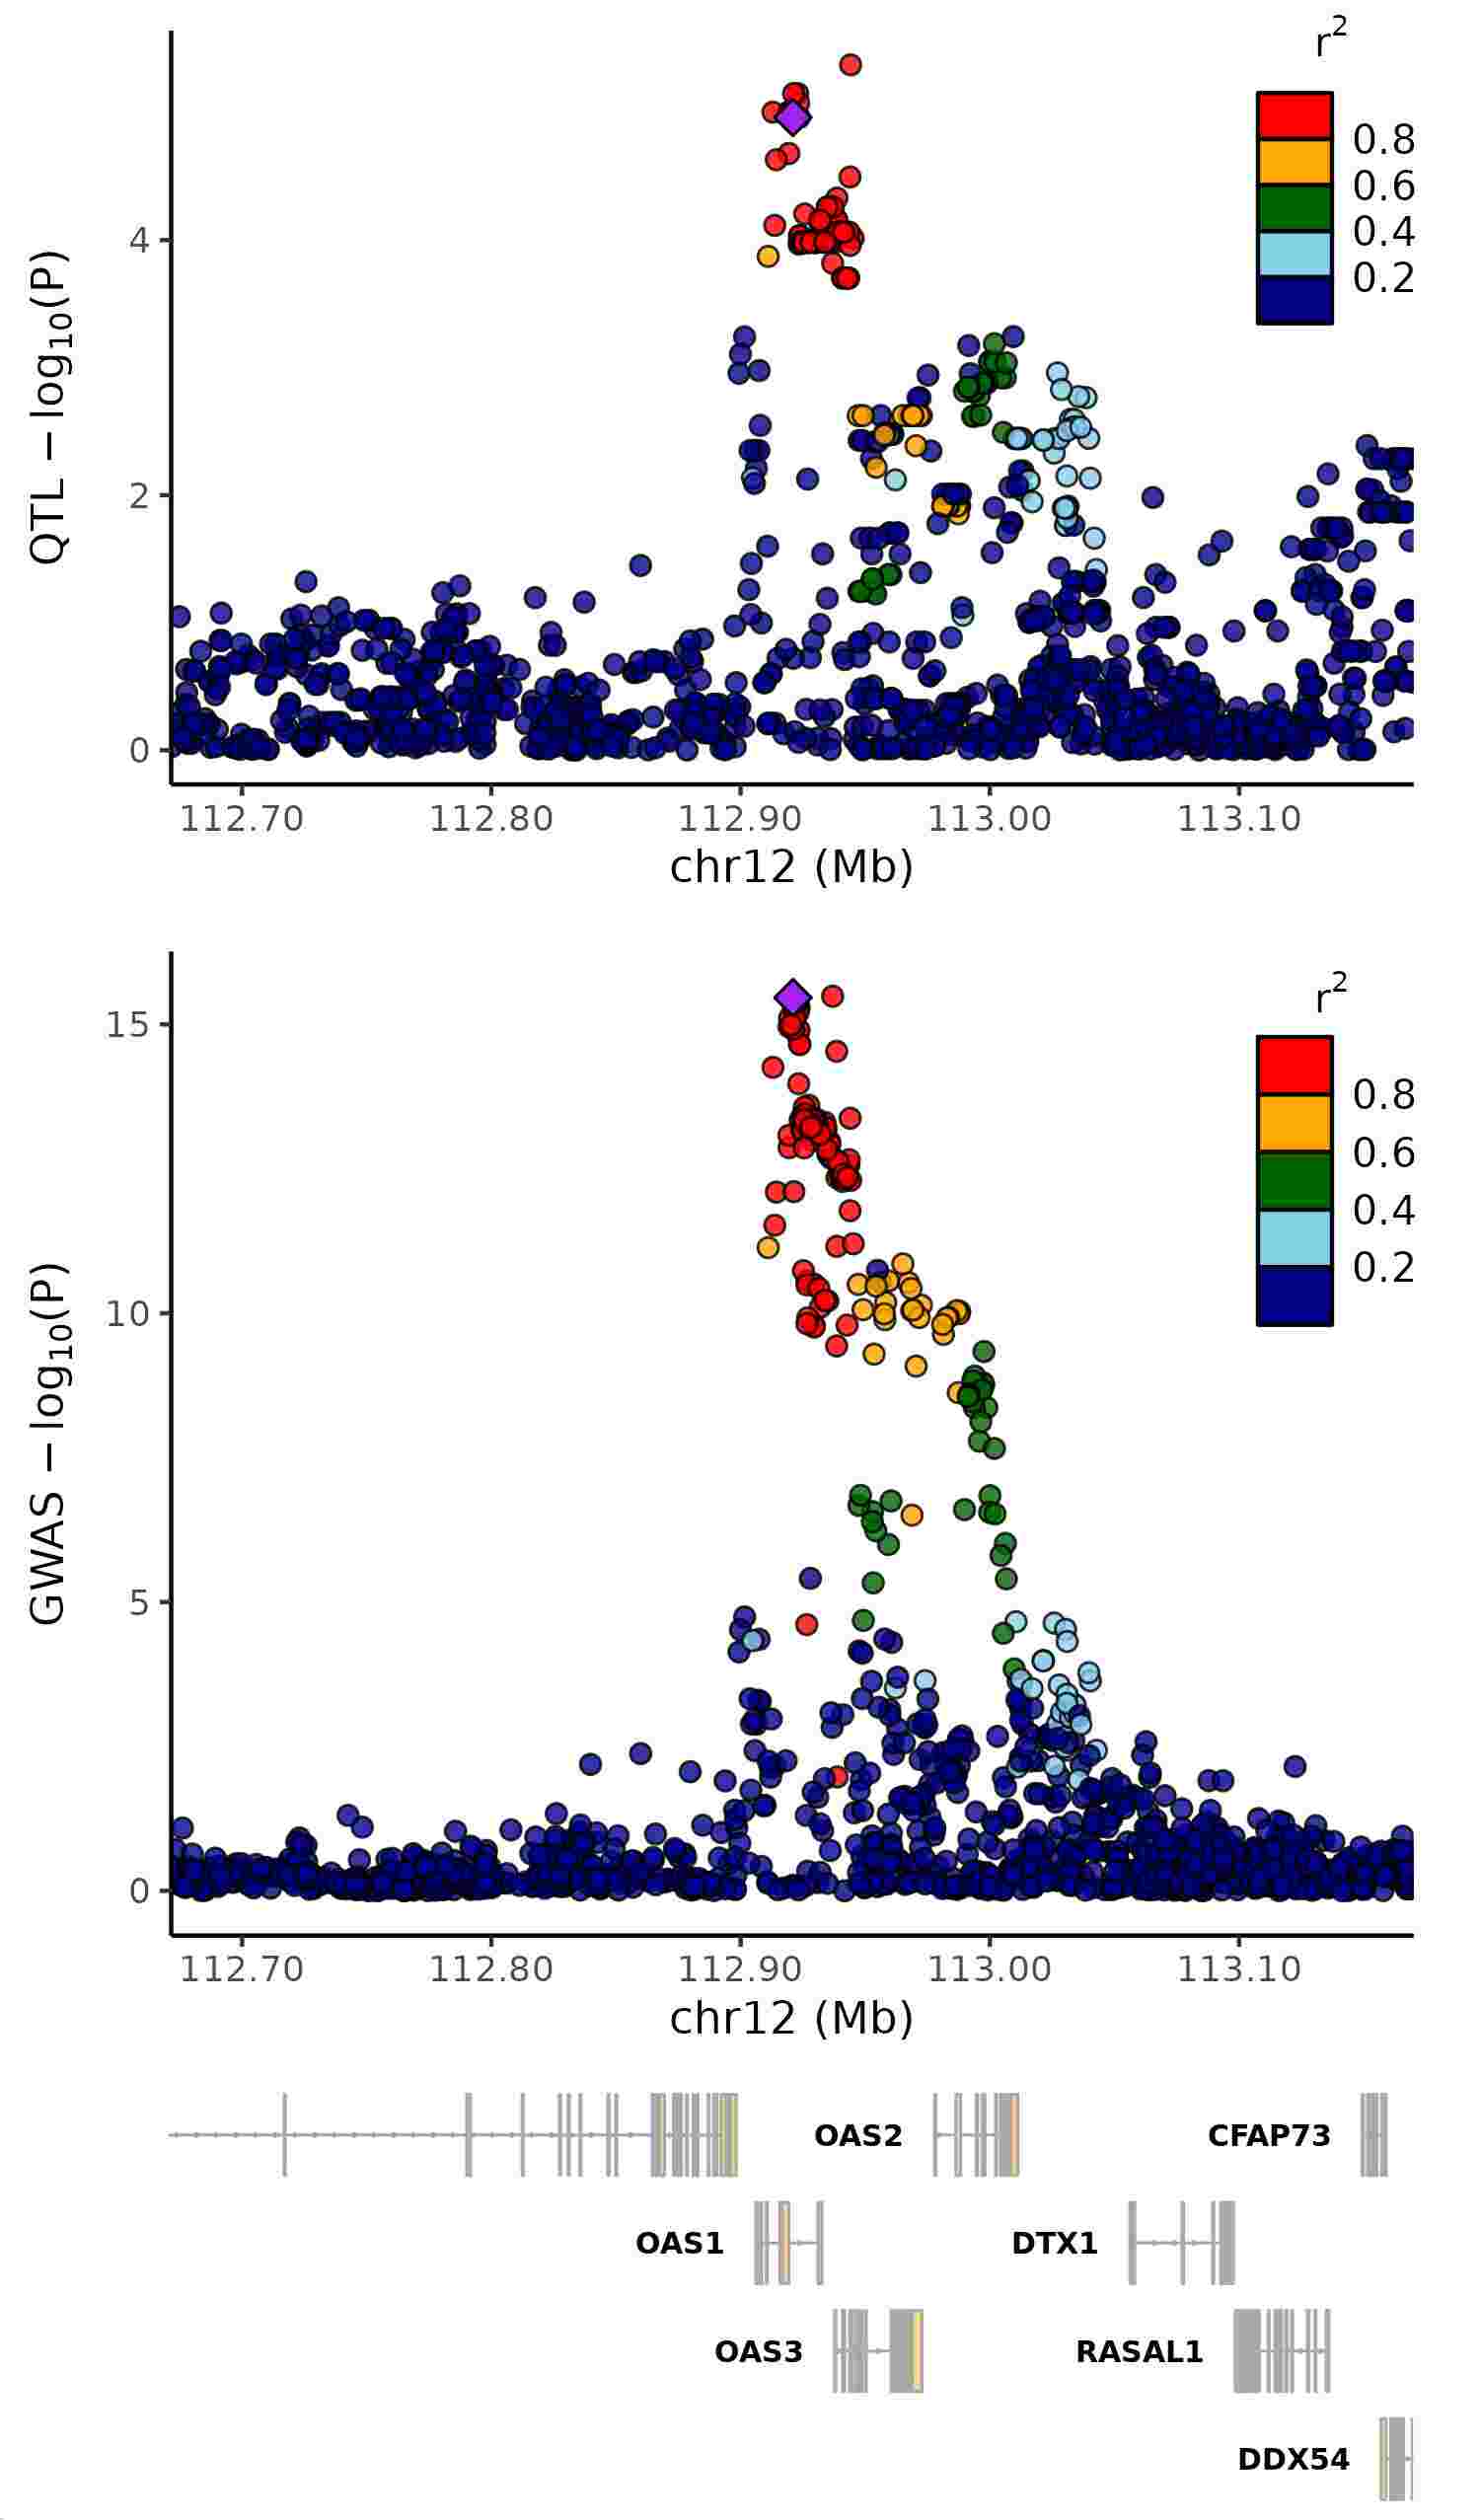 r²
0.8
0.6
0.4
0.2
QTL − log₁₀(P)
4
2
0
112.70 112.80 112.90 113.00 113.10
chr12 (Mb)
r²
0.8
0.6
0.4
0.2
GWAS − log₁₀(P)
15
10
5
0
112.70 112.80 112.90 113.00 113.10
chr12 (Mb)
OAS2 CFAP73
OAS1 DTX1
OAS3 RASAL1
DDX54